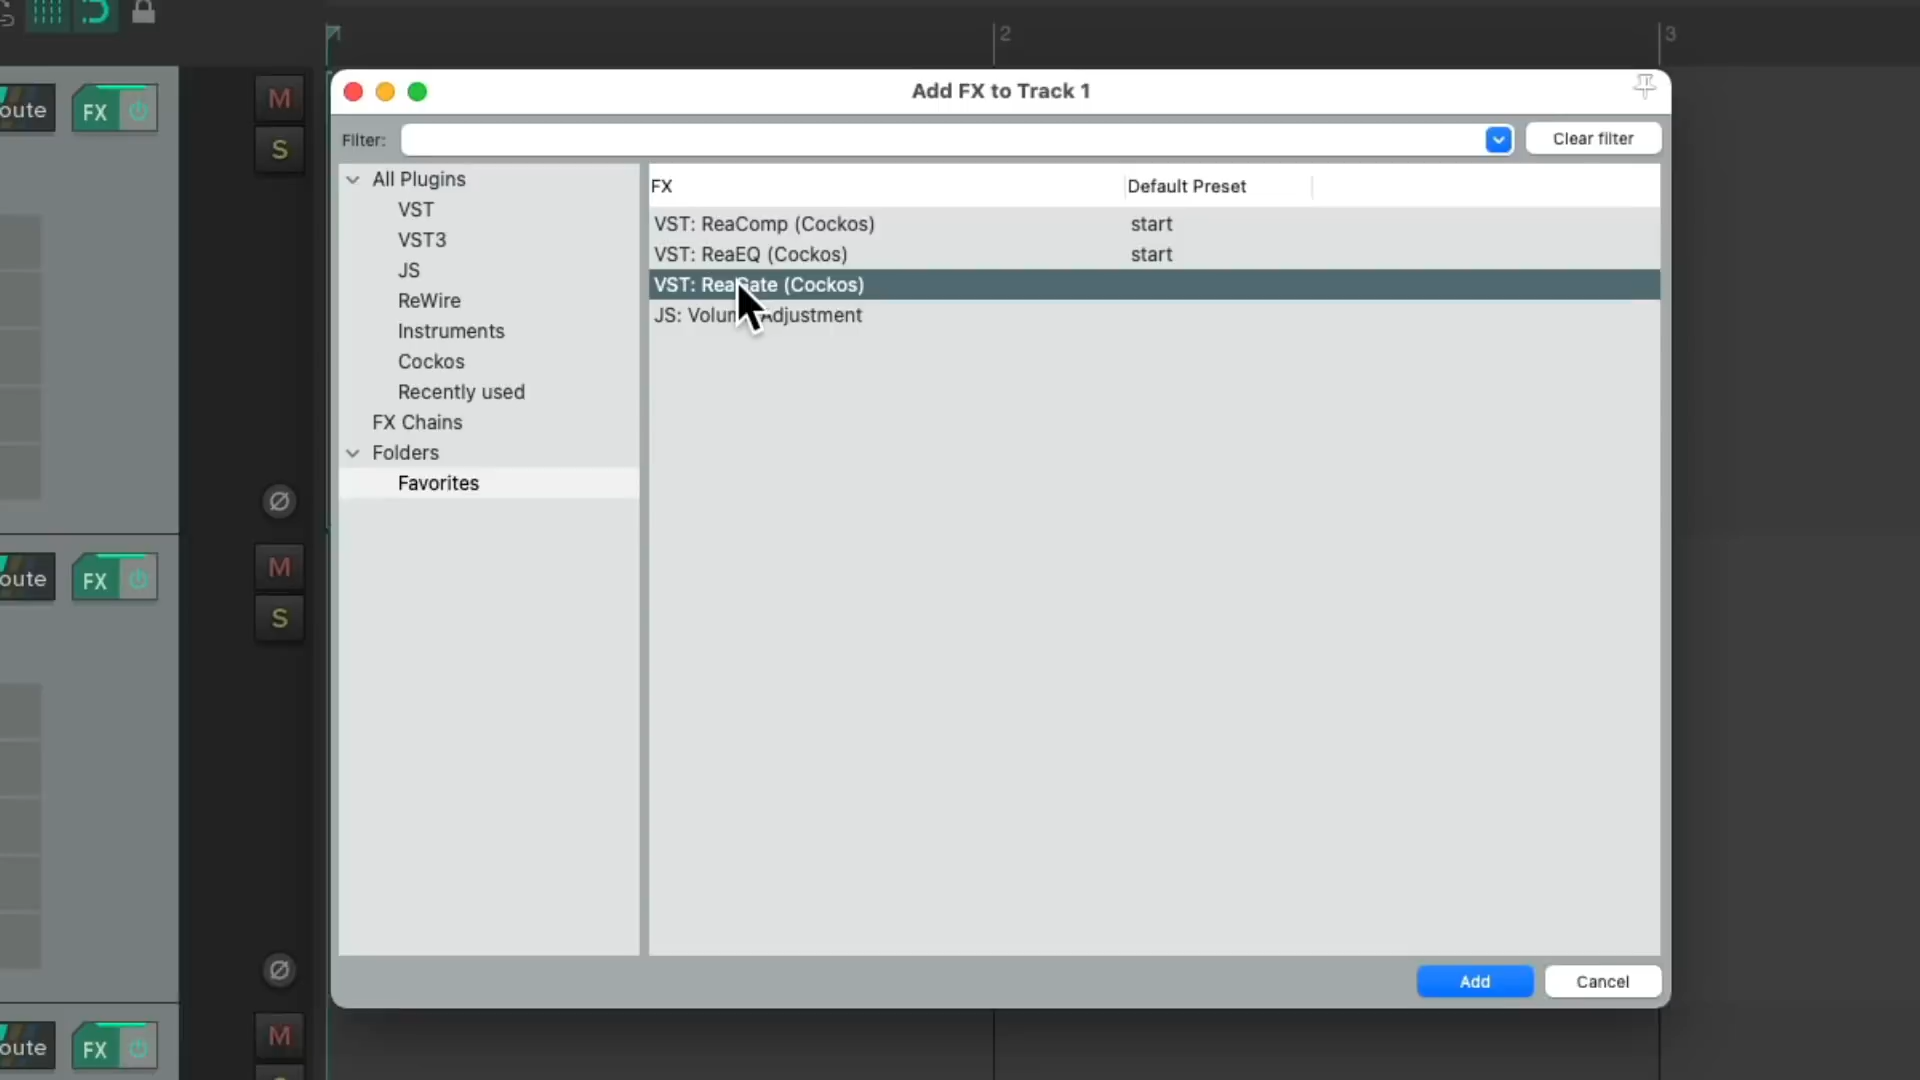 2
3
oute
FX
M
S
Add FX to Track 1
Filter:
Clear filter
All Plugins
VST
VST3
JS
ReWire
Instruments
Cockos
Recently used
FX Chains
Folders
Favorites
FX
Default Preset
VST: ReaComp (Cockos)
start
VST: ReaEQ (Cockos)
start
VST: ReaGate (Cockos)
JS: Volume Adjustment
Ø
oute
FX
M
S
Ø
Add
Cancel
oute
FX
M